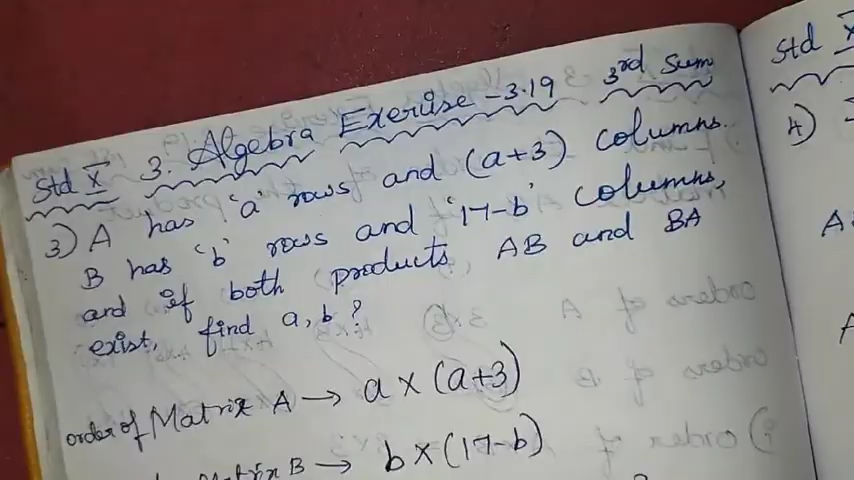 Std X 3. Algebra Exercise - 3.19 3rd Sum
3) A has 'a' rows and (a+3) columns.
B has 'b' rows and '17-b' columns,
and if both products AB and BA
exist, find a, b?
order of Matrix A → a × (a+3)
Matrix B → b × (17-b)
Std X
4)